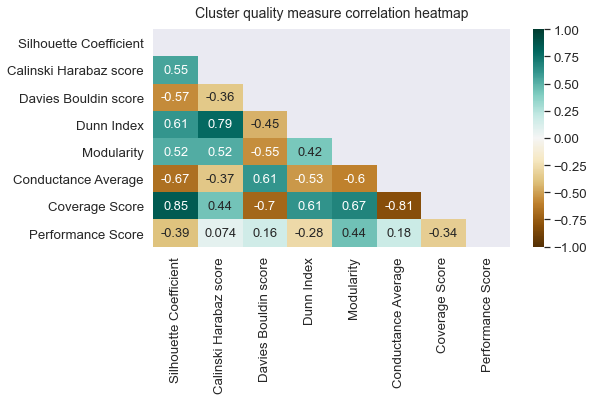 Cluster quality measure correlation heatmap
Silhouette Coefficient
Calinski Harabaz score 0.55
Davies Bouldin score -0.57 -0.36
Dunn Index 0.61 0.79 -0.45
Modularity 0.52 0.52 -0.55 0.42
Conductance Average -0.67 -0.37 0.61 -0.53 -0.6
Coverage Score 0.85 0.44 -0.7 0.61 0.67 -0.81
Performance Score -0.39 0.074 0.16 -0.28 0.44 0.18 -0.34
Silhouette Coefficient
Calinski Harabaz score
Davies Bouldin score
Dunn Index
Modularity
Conductance Average
Coverage Score
Performance Score
1.00
0.75
0.50
0.25
0.00
−0.25
−0.50
−0.75
−1.00